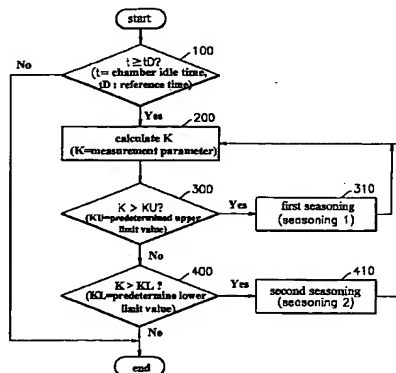 start
100
t ≥ tD?
(t = chamber idle time,
tD : reference time)
No
Yes
200
calculate K
(K=measurement parameter)
300
K > KU?
(KU=predetermined upper
limit value)
Yes
310
first seasoning
(seasoning 1)
No
400
K > KL ?
(KL=predetermine lower
limit value)
Yes
410
second seasoning
(seasoning 2)
No
end